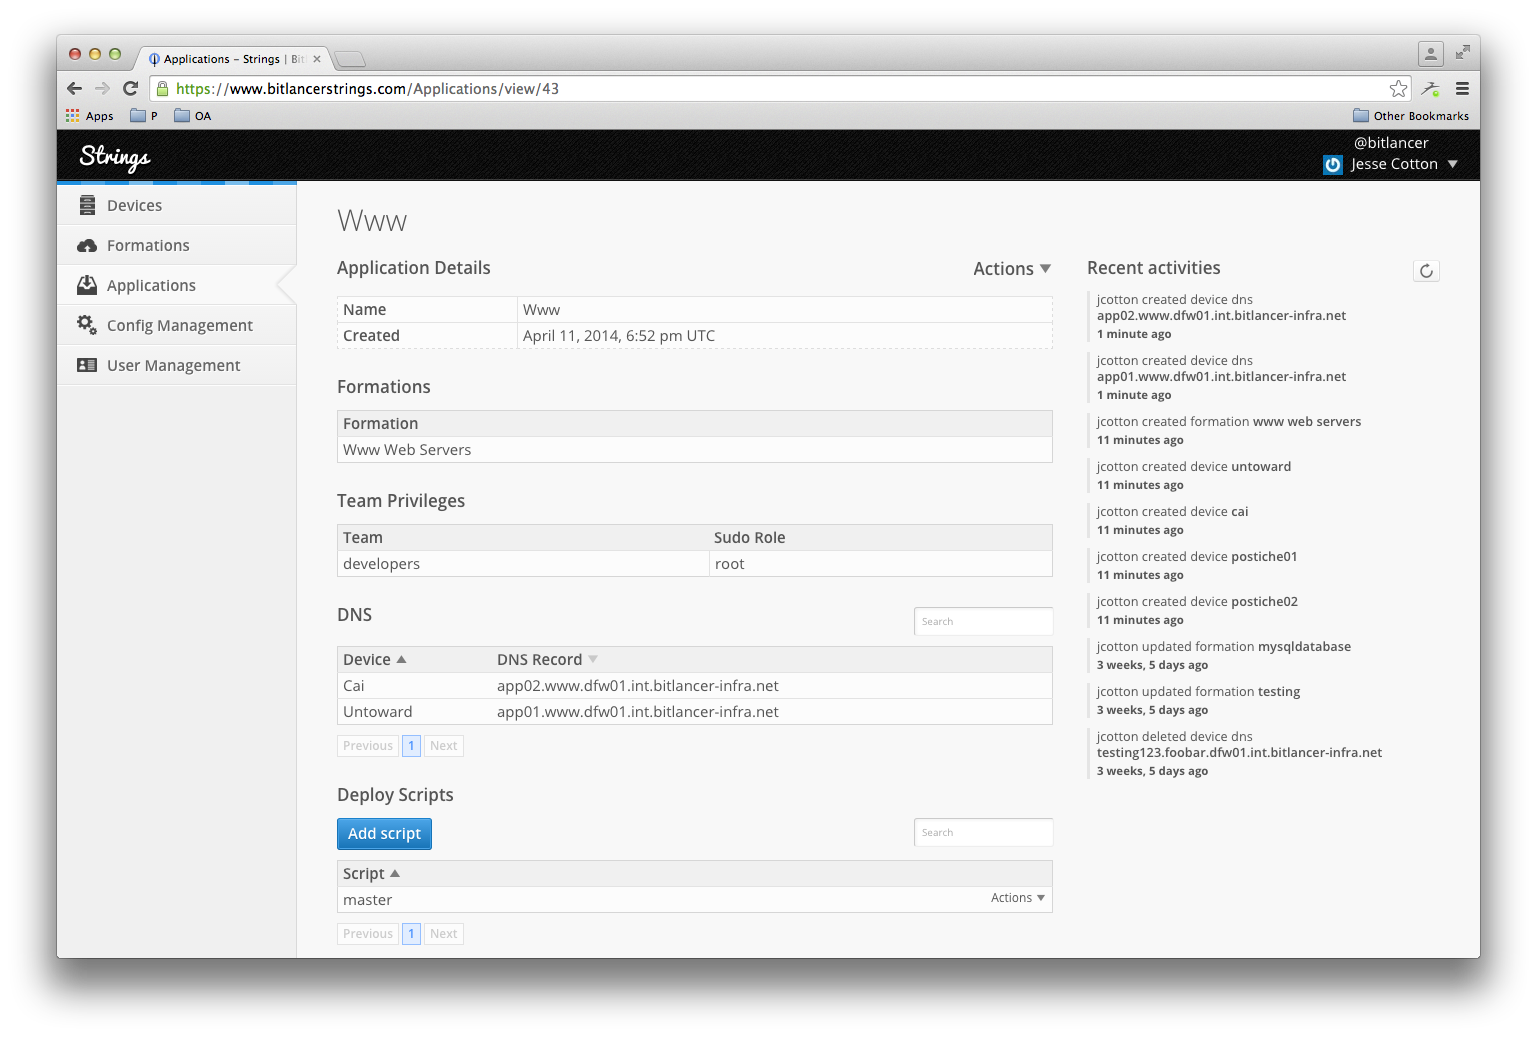 Applications – Strings | Bit
https://www.bitlancerstrings.com/Applications/view/43
Apps P OA Other Bookmarks
Strings
@bitlancer
Jesse Cotton
Devices
Formations
Applications
Config Management
User Management
Www
Application Details Actions
Name Www
Created April 11, 2014, 6:52 pm UTC
Formations
Formation
Www Web Servers
Team Privileges
Team Sudo Role
developers root
DNS Search
Device DNS Record
Cai app02.www.dfw01.int.bitlancer-infra.net
Untoward app01.www.dfw01.int.bitlancer-infra.net
Previous 1 Next
Deploy Scripts
Add script Search
Script
master Actions
Previous 1 Next
Recent activities
jcotton created device dns
app02.www.dfw01.int.bitlancer-infra.net
1 minute ago
jcotton created device dns
app01.www.dfw01.int.bitlancer-infra.net
1 minute ago
jcotton created formation www web servers
11 minutes ago
jcotton created device untoward
11 minutes ago
jcotton created device cai
11 minutes ago
jcotton created device postiche01
11 minutes ago
jcotton created device postiche02
11 minutes ago
jcotton updated formation mysqldatabase
3 weeks, 5 days ago
jcotton updated formation testing
3 weeks, 5 days ago
jcotton deleted device dns
testing123.foobar.dfw01.int.bitlancer-infra.net
3 weeks, 5 days ago